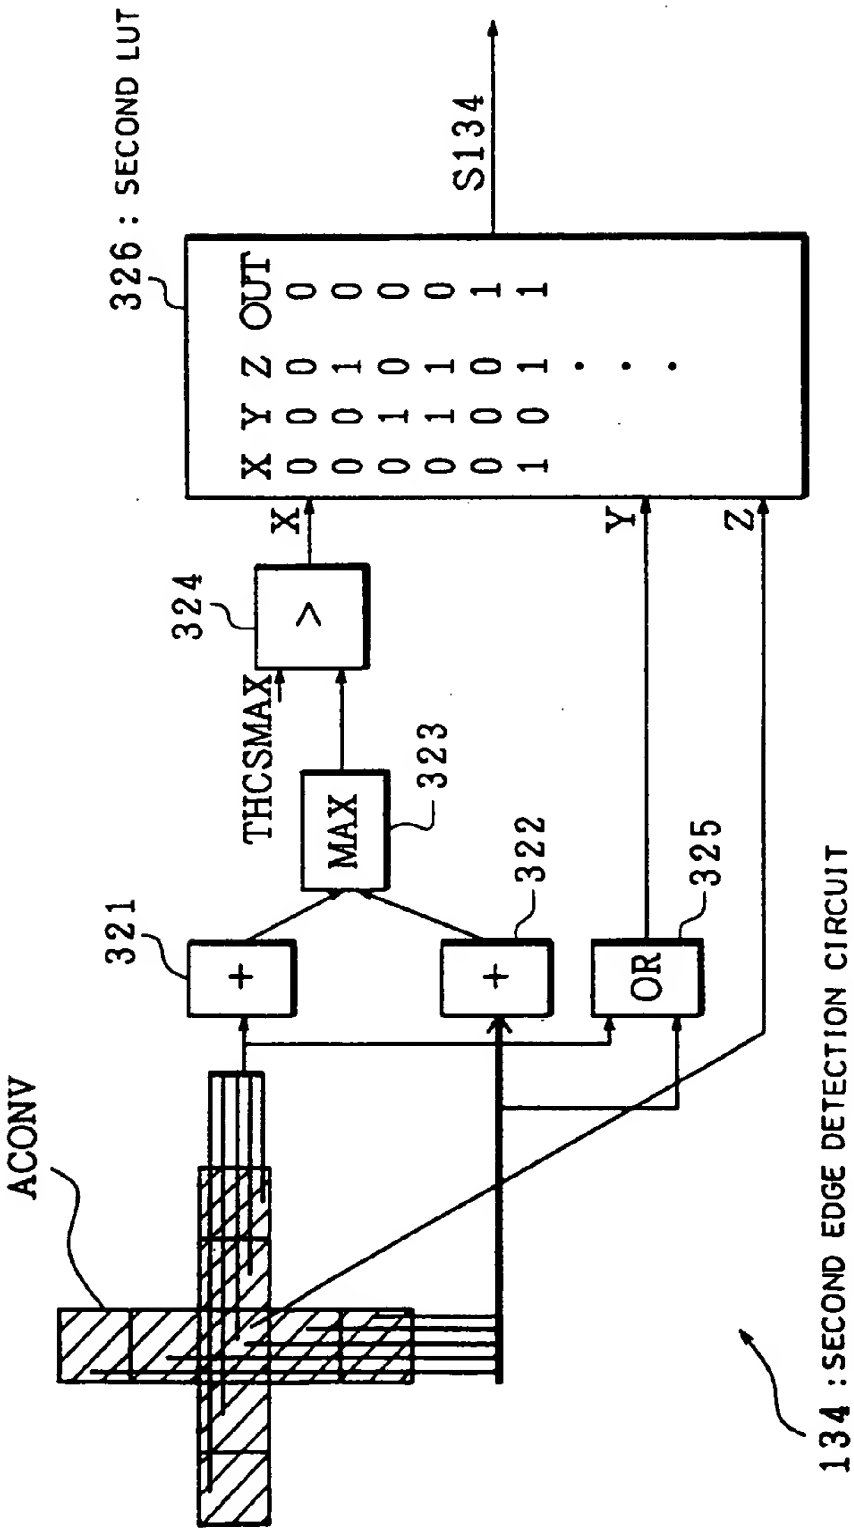 326 : SECOND LUT
ACONV
321
+
324
THCSMAX
>
X
X Y Z OUT
0 0 0 0
0 0 1 0
0 1 0 0
0 1 1 0
0 0 0 1
1 0 1 1
. . .
S134
MAX
323
+
322
OR
325
Y
Z
134 : SECOND EDGE DETECTION CIRCUIT